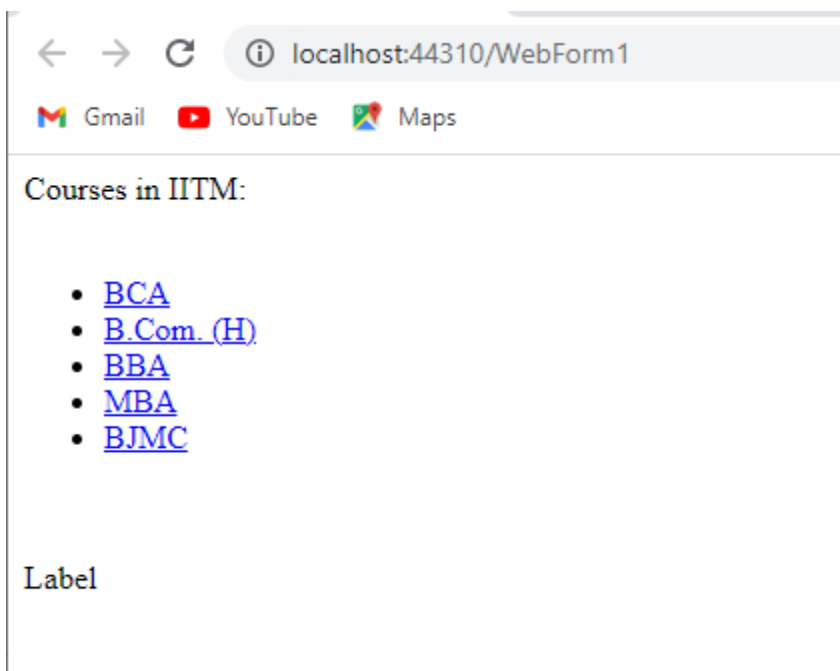 localhost:44310/WebForm1
Gmail YouTube Maps
Courses in IITM:
BCA
B.Com. (H)
BBA
MBA
BJMC
Label